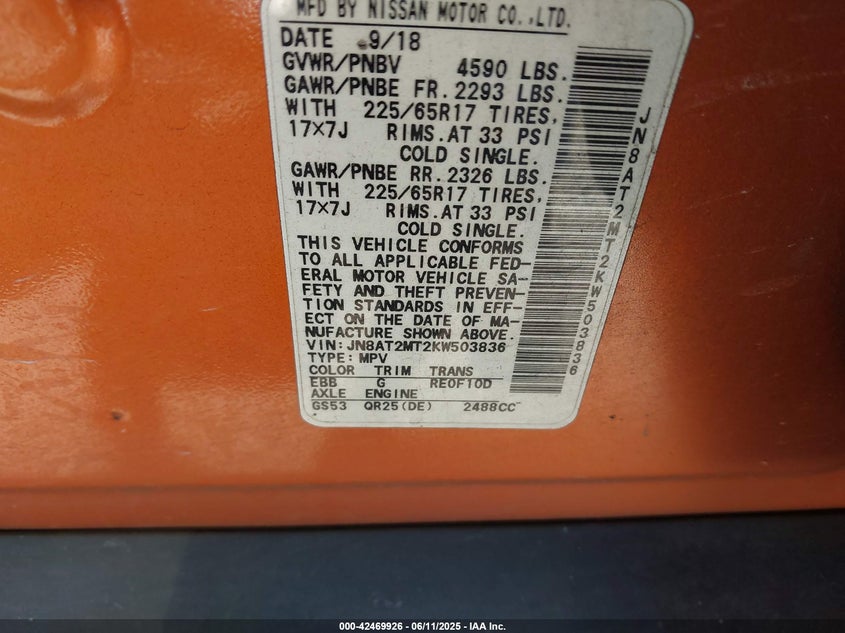 MFD BY NISSAN MOTOR CO.,LTD.
DATE 9/18
GVWR/PNBV 4590 LBS.
GAWR/PNBE FR. 2293 LBS.
WITH 225/65R17 TIRES,
17×7J RIMS. AT 33 PSI
COLD SINGLE.
GAWR/PNBE RR. 2326 LBS.
WITH 225/65R17 TIRES,
17×7J RIMS. AT 33 PSI
COLD SINGLE.
THIS VEHICLE CONFORMS
TO ALL APPLICABLE FED-
ERAL MOTOR VEHICLE SA-
FETY AND THEFT PREVEN-
TION STANDARDS IN EFF-
ECT ON THE DATE OF MA-
NUFACTURE SHOWN ABOVE.
VIN:JN8AT2MT2KW503836
TYPE:MPV
COLOR TRIM TRANS
EBB G RE0F10D
AXLE ENGINE
GS53 QR25(DE) 2488CC
JN8AT2MT2KW503836
000-42469926 - 06/11/2025 - IAA Inc.